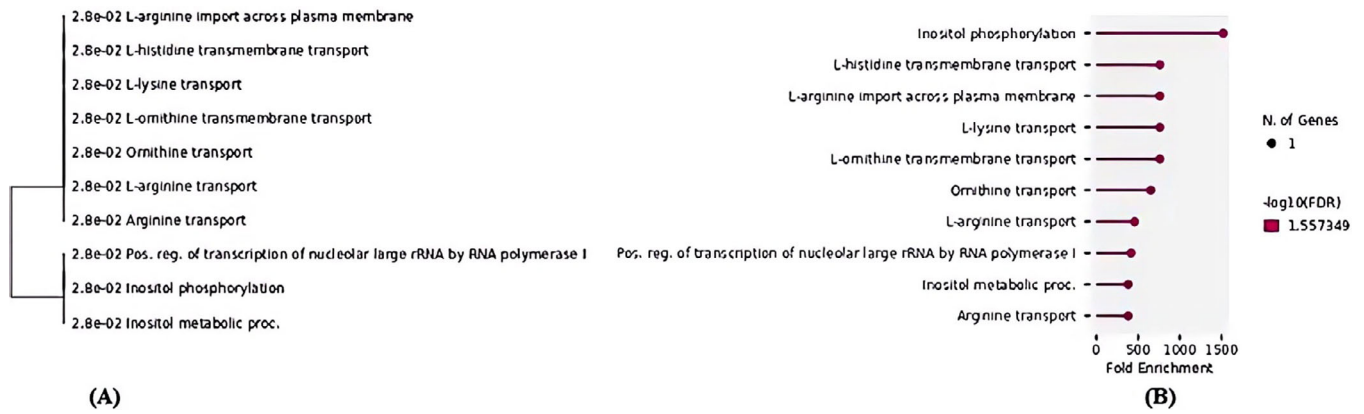 2.8e-02 L-arginine import across plasma membrane
2.8e-02 L-histidine transmembrane transport
2.8e-02 L-lysine transport
2.8e-02 L-ornithine transmembrane transport
2.8e-02 Ornithine transport
2.8e-02 L-arginine transport
2.8e-02 Arginine transport
2.8e-02 Pos. reg. of transcription of nucleolar large rRNA by RNA polymerase I
2.8e-02 Inositol phosphorylation
2.8e-02 Inositol metabolic proc.
(A)
Inositol phosphorylation
L-histidine transmembrane transport
L-arginine import across plasma membrane
L-lysine transport
L-ornithine transmembrane transport
Ornithine transport
L-arginine transport
Pos. reg. of transcription of nucleolar large rRNA by RNA polymerase I
Inositol metabolic proc.
Arginine transport
0 500 1000 1500
Fold Enrichment
N. of Genes
1
-log10(FDR)
1.557349
(B)